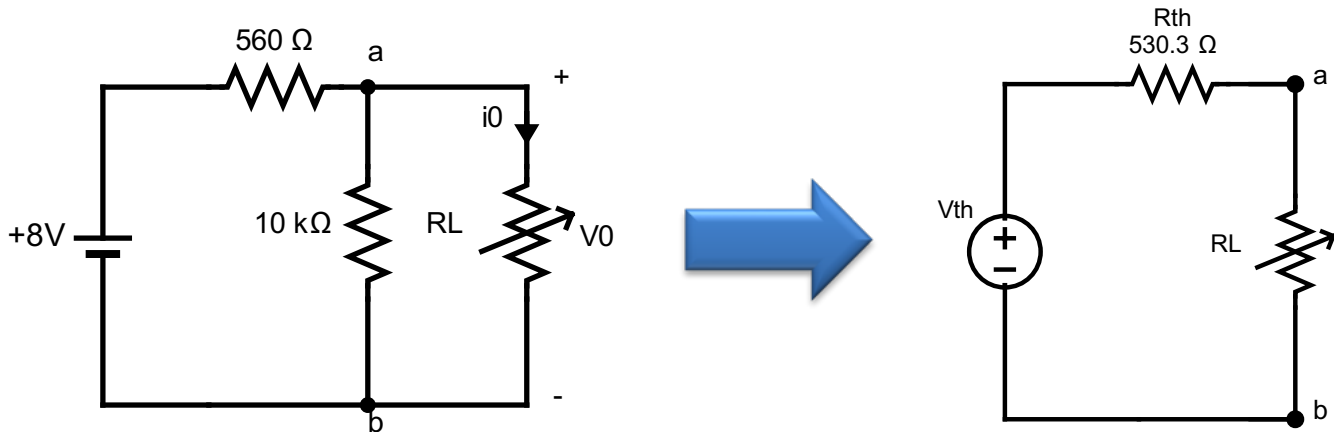 560 Ω
a
+
i0
+8V
10 kΩ
RL
V0
-
b
Rth
530.3 Ω
a
Vth
+
−
RL
b